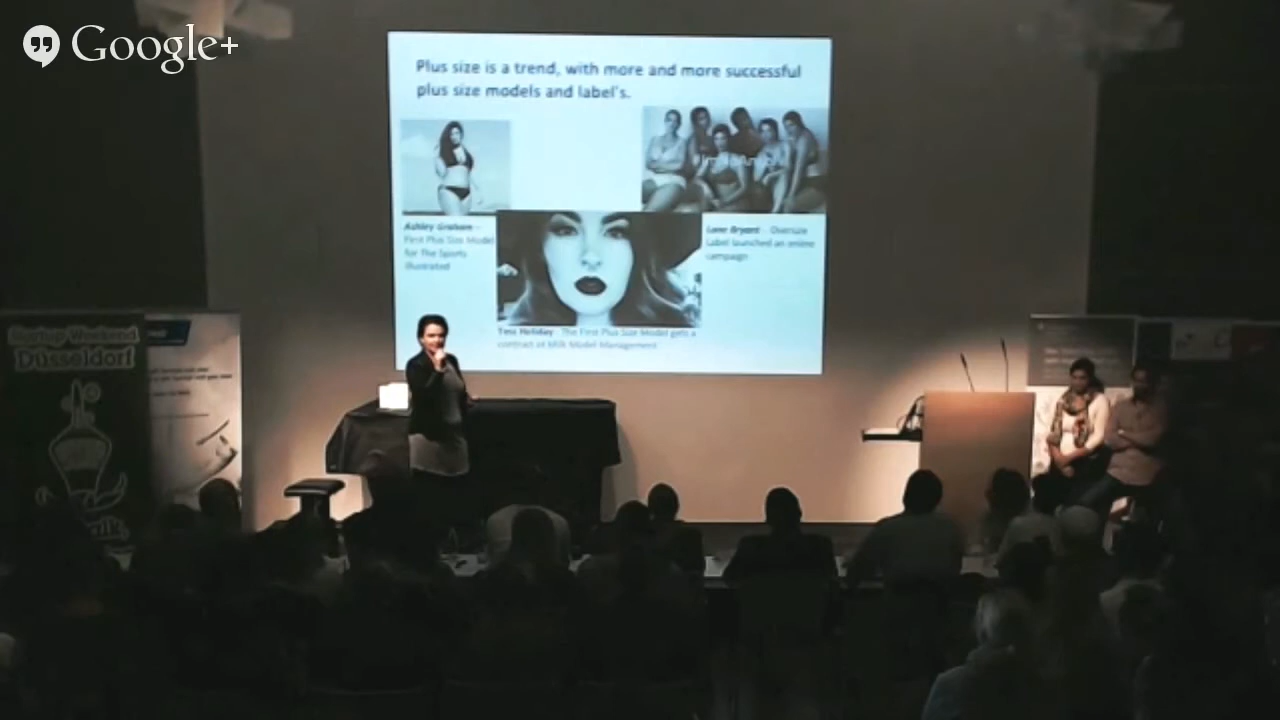 Google+
Plus size is a trend, with more and more successful
plus size models and label's.
Ashley Graham -
First Plus Size Model
for The Sports
Illustrated
Lane Bryant - Oversize
Label launched an online
campaign
Tess Holiday - The First Plus Size Model gets a
contract at Milk Model Management
Startup Weekend
Düsseldorf